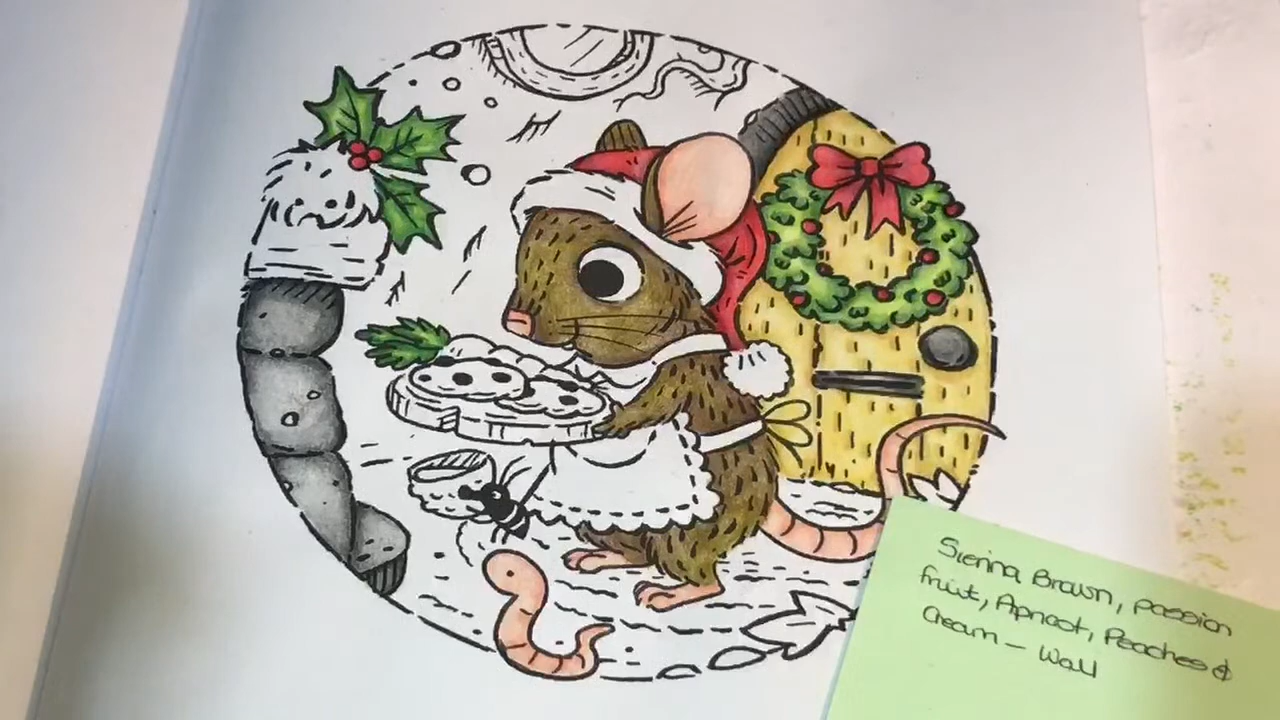 Sienna Brown, passion
fruit, Apricot, Peaches &
Cream - Wall